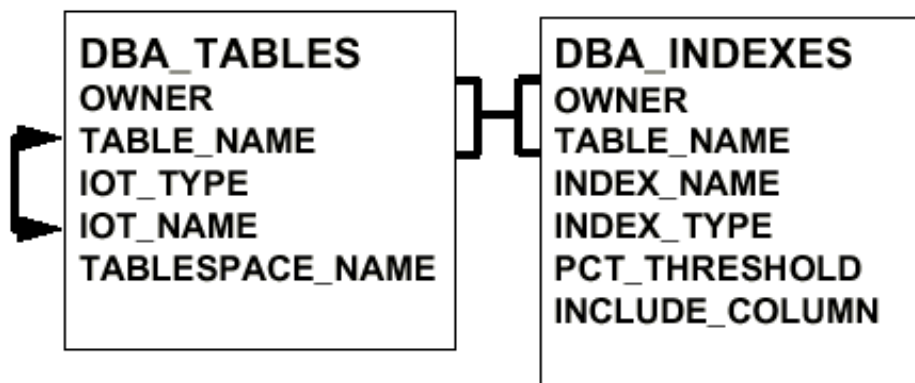 DBA_TABLES
OWNER
TABLE_NAME
IOT_TYPE
IOT_NAME
TABLESPACE_NAME
DBA_INDEXES
OWNER
TABLE_NAME
INDEX_NAME
INDEX_TYPE
PCT_THRESHOLD
INCLUDE_COLUMN